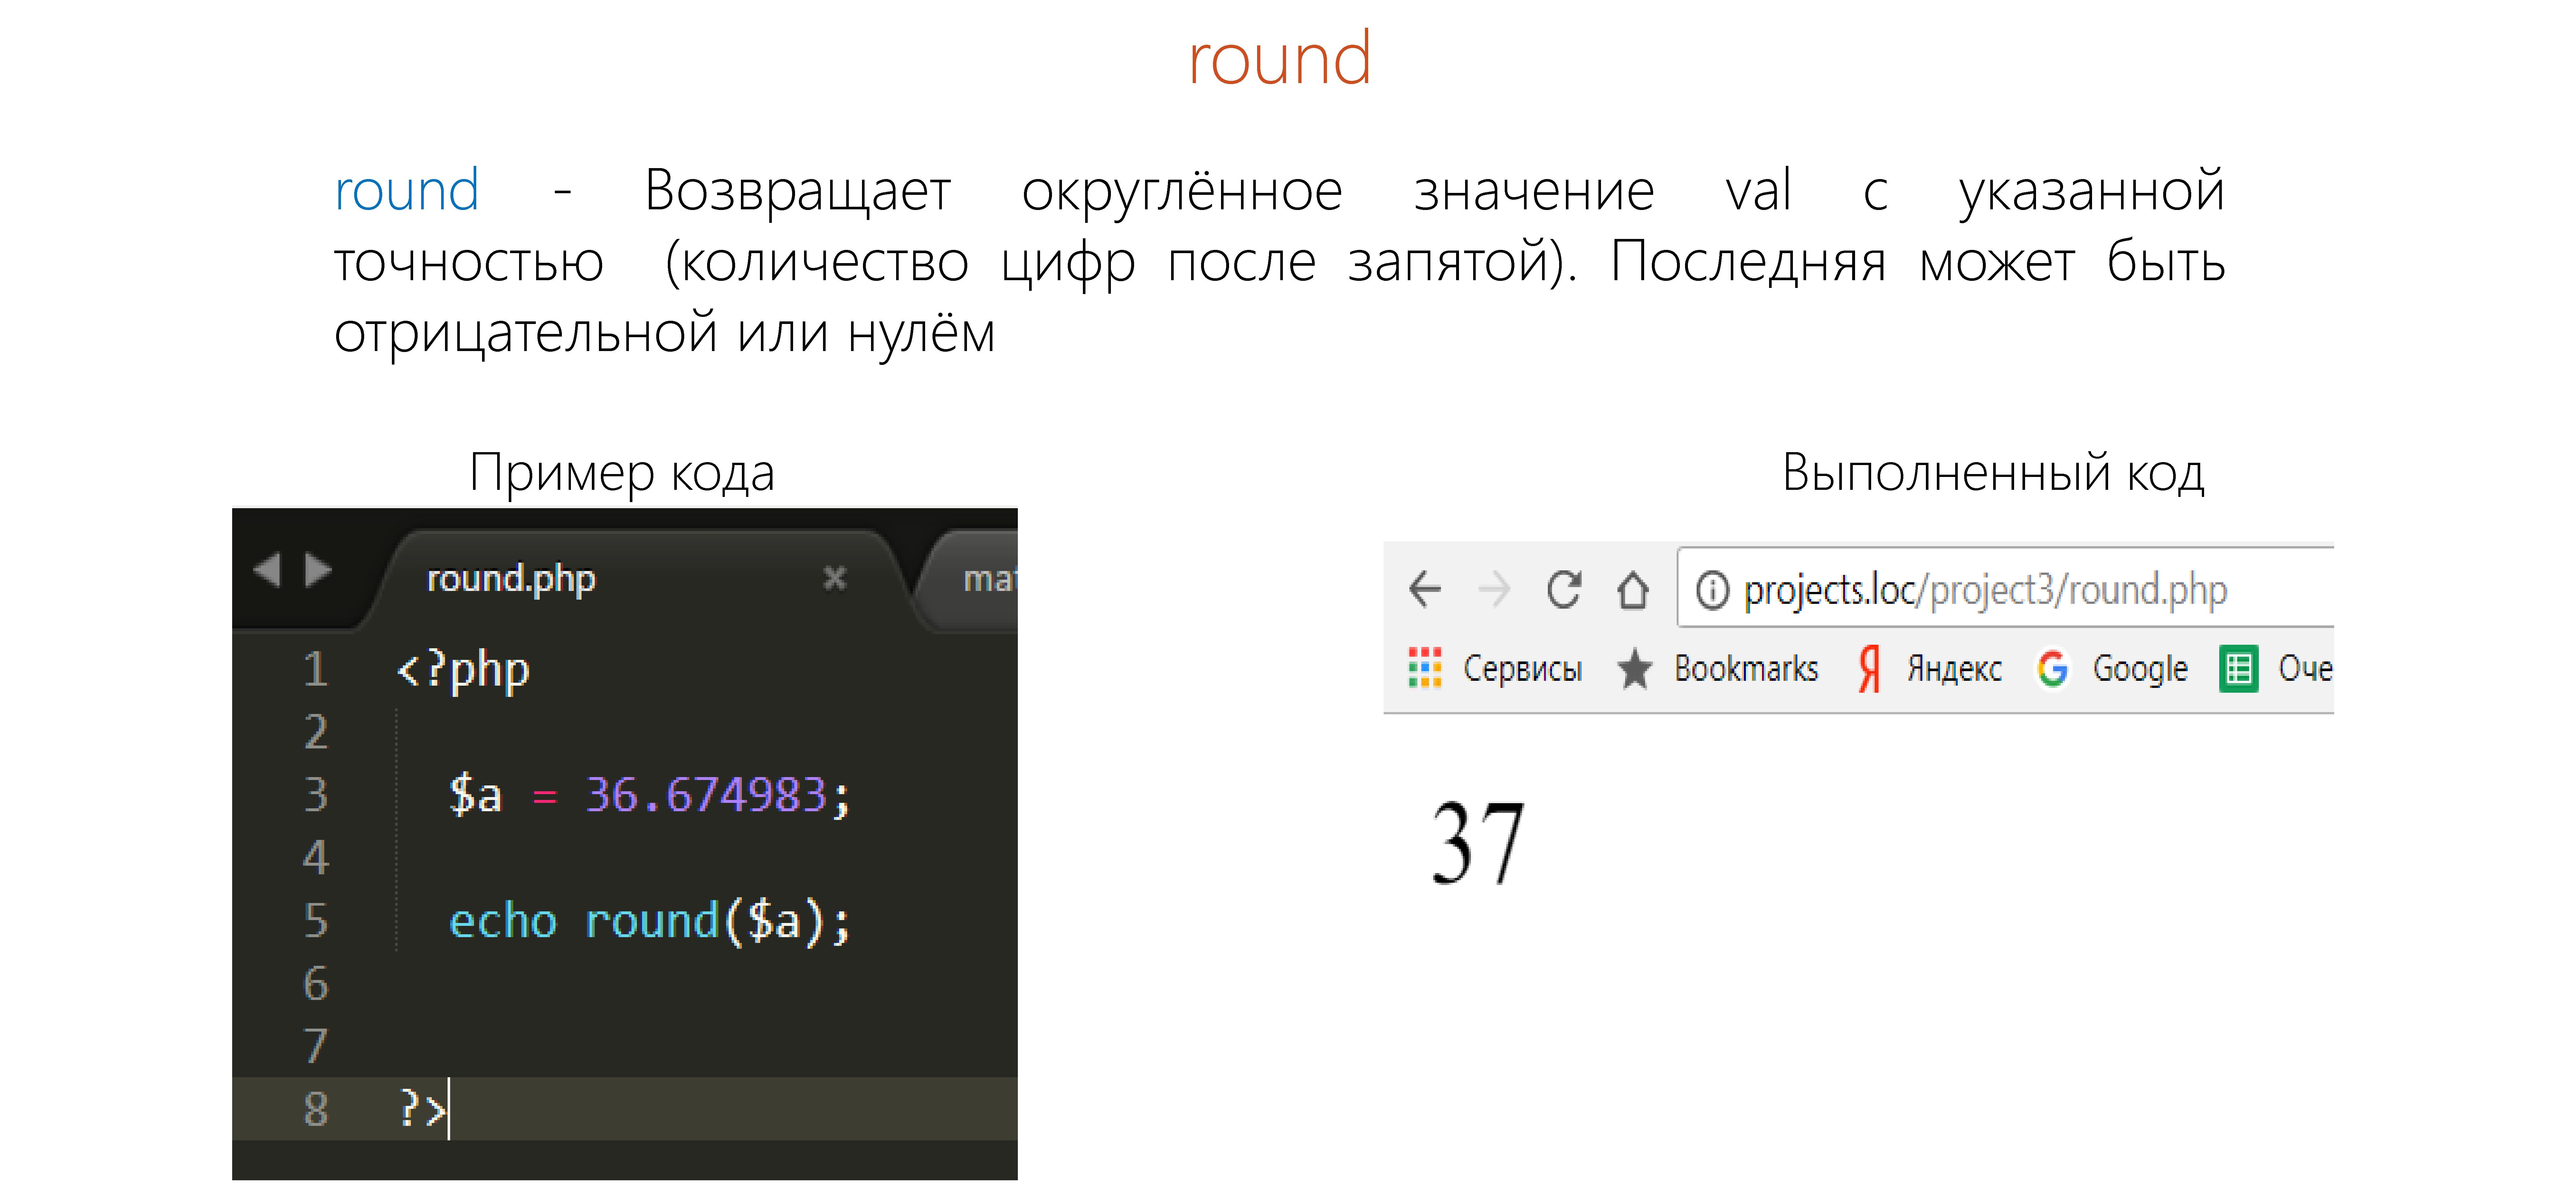 round
round - Возвращает округлённое значение val с указанной
точностью (количество цифр после запятой). Последняя может быть
отрицательной или нулём
Пример кода
round.php
1 <?php
2
3 $a = 36.674983;
4
5 echo round($a);
6
7
8 ?>
Выполненный код
projects.loc/project3/round.php
Сервисы Bookmarks Яндекс Google
37